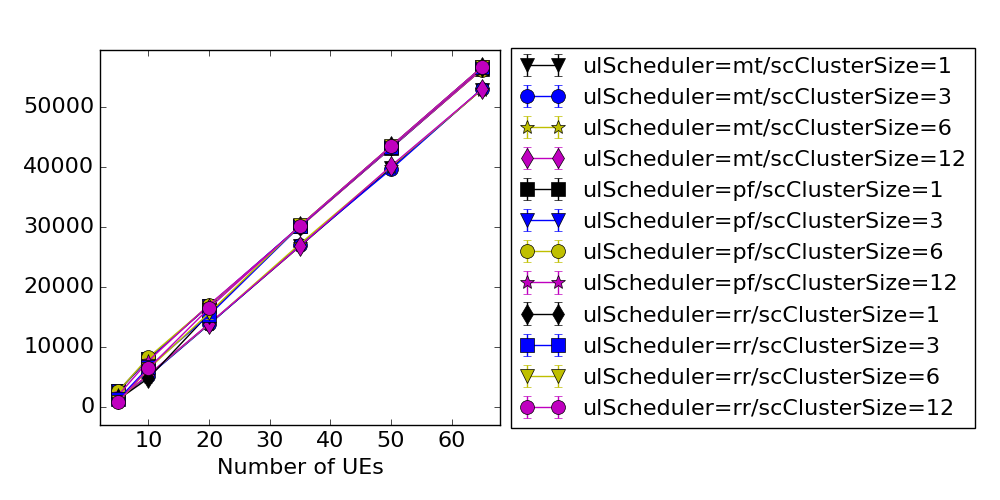 50000
40000
30000
20000
10000
0
10 20 30 40 50 60
Number of UEs
ulScheduler=mt/scClusterSize=1
ulScheduler=mt/scClusterSize=3
ulScheduler=mt/scClusterSize=6
ulScheduler=mt/scClusterSize=12
ulScheduler=pf/scClusterSize=1
ulScheduler=pf/scClusterSize=3
ulScheduler=pf/scClusterSize=6
ulScheduler=pf/scClusterSize=12
ulScheduler=rr/scClusterSize=1
ulScheduler=rr/scClusterSize=3
ulScheduler=rr/scClusterSize=6
ulScheduler=rr/scClusterSize=12